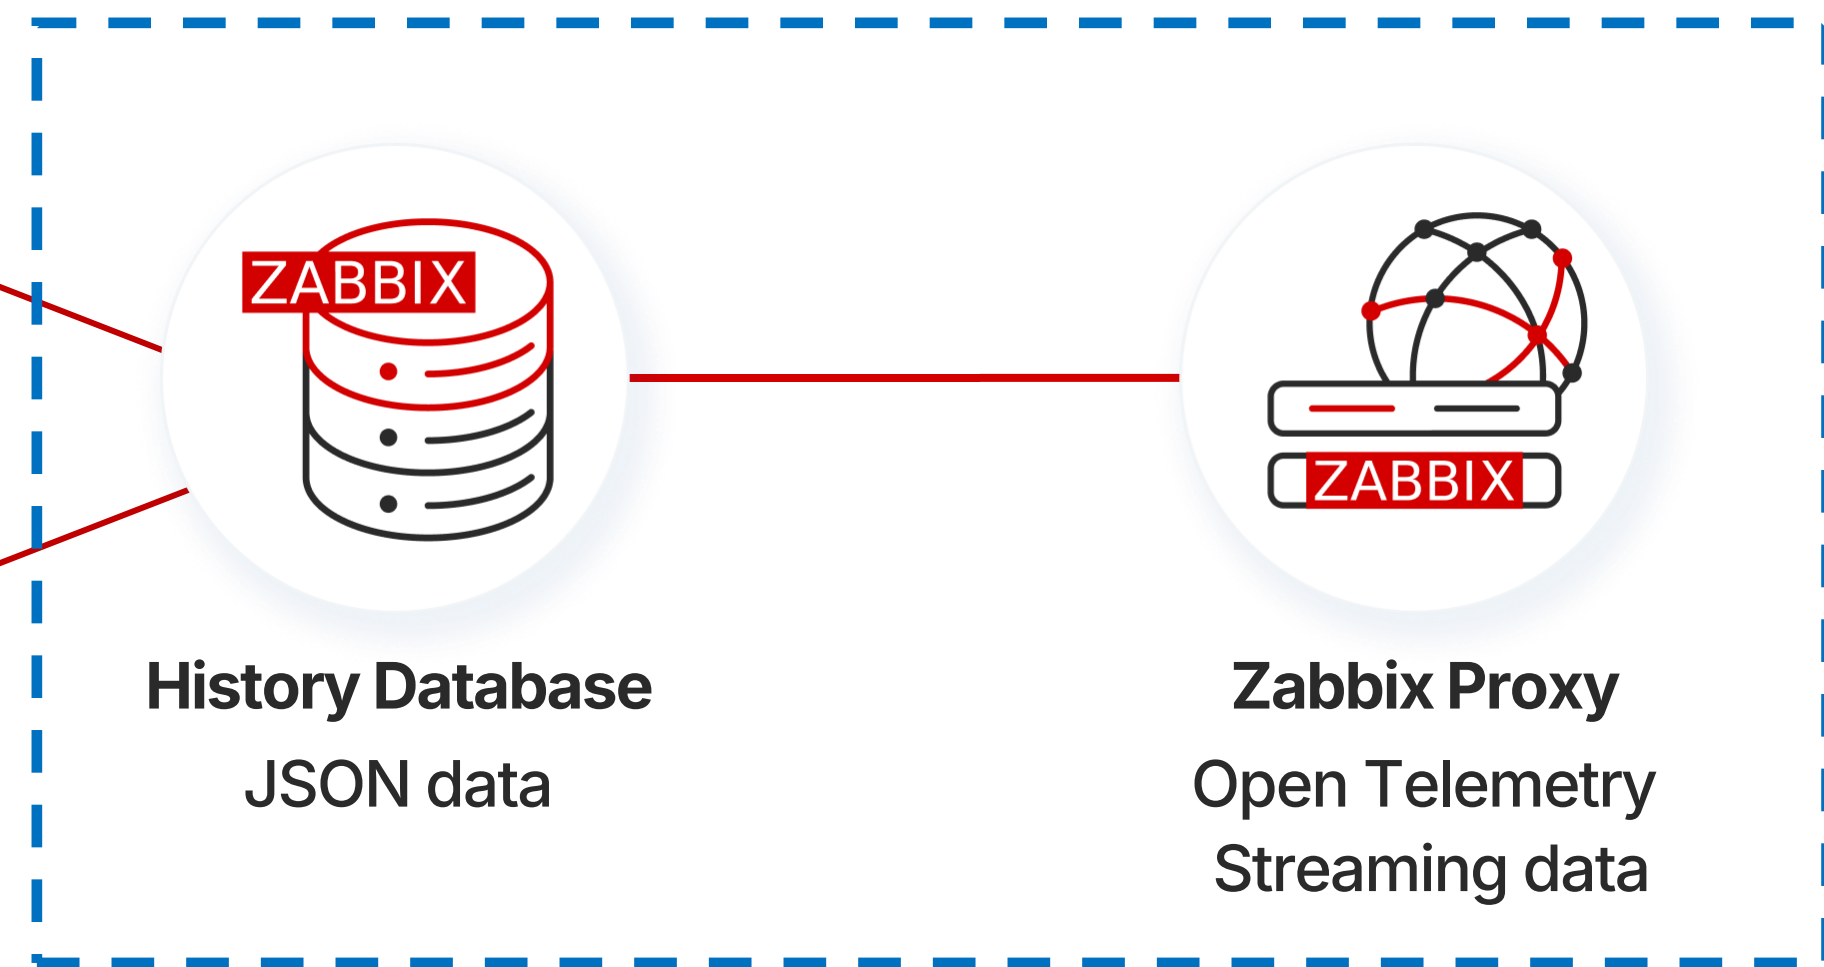 ZABBIX
History Database
JSON data
ZABBIX
Zabbix Proxy
Open Telemetry
Streaming data